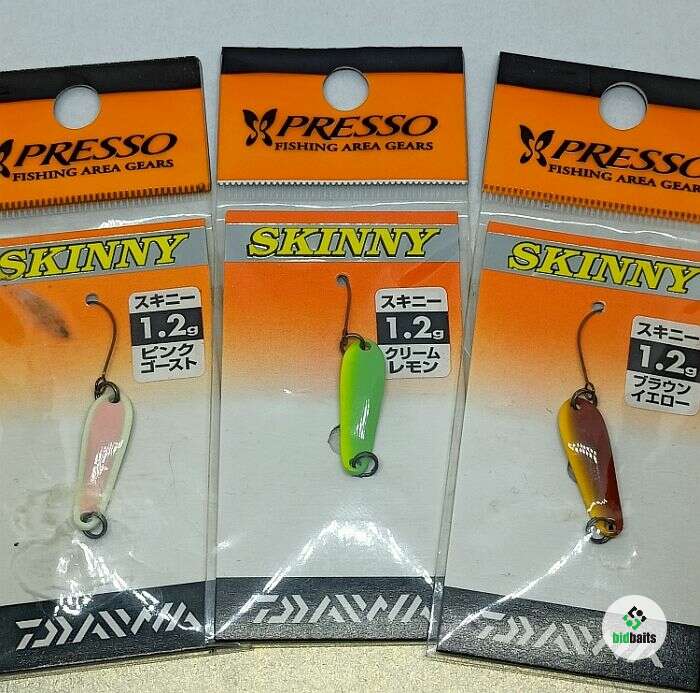 PRESSO
FISHING AREA GEARS
SKINNY
スキニー
1.2g
ピンク
ゴースト
DAIWA
PRESSO
FISHING AREA GEARS
SKINNY
スキニー
1.2g
クリーム
レモン
DAIWA
PRESSO
FISHING AREA GEARS
SKINNY
スキニー
1.2g
ブラウン
イエロー
DAIWA
bidbaits